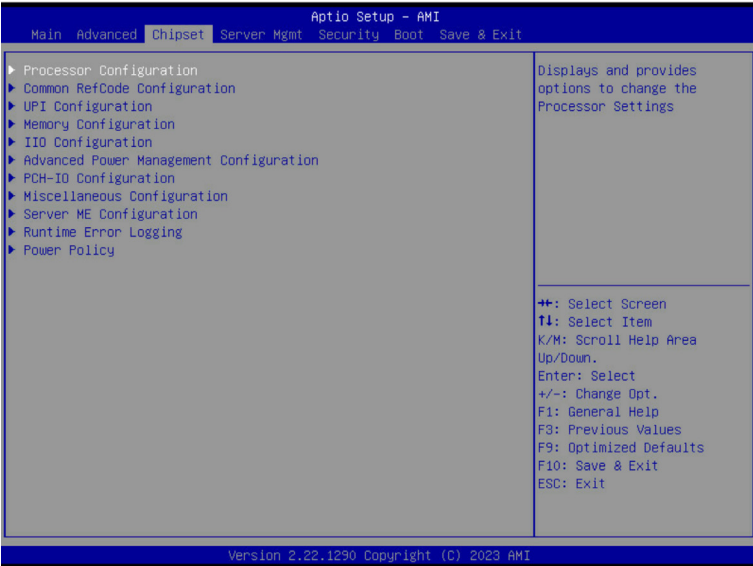 Aptio Setup – AMI
Main Advanced Chipset Server Mgmt Security Boot Save & Exit
Processor Configuration
Common RefCode Configuration
UPI Configuration
Memory Configuration
IIO Configuration
Advanced Power Management Configuration
PCH-IO Configuration
Miscellaneous Configuration
Server ME Configuration
Runtime Error Logging
Power Policy
Displays and provides
options to change the
Processor Settings
→←: Select Screen
↑↓: Select Item
K/M: Scroll Help Area
Up/Down.
Enter: Select
+/-: Change Opt.
F1: General Help
F3: Previous Values
F9: Optimized Defaults
F10: Save & Exit
ESC: Exit
Version 2.22.1290 Copyright (C) 2023 AMI